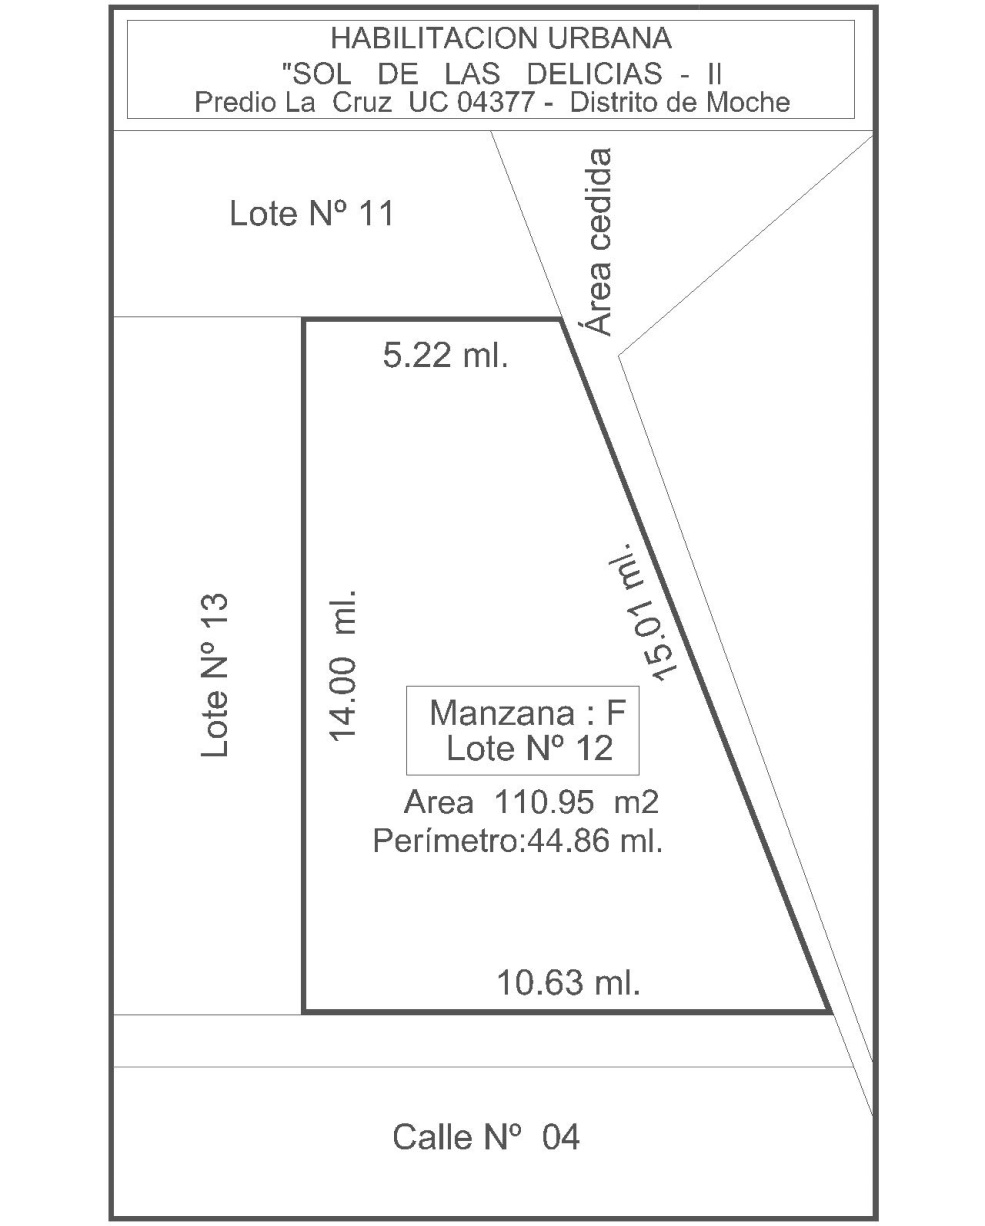 HABILITACION URBANA
"SOL DE LAS DELICIAS - II
Predio La Cruz UC 04377 - Distrito de Moche
Lote Nº 11
Área cedida
5.22 ml.
15.01 ml.
Lote Nº 13
14.00 ml.
Manzana : F
Lote Nº 12
Area 110.95 m2
Perímetro:44.86 ml.
10.63 ml.
Calle Nº 04